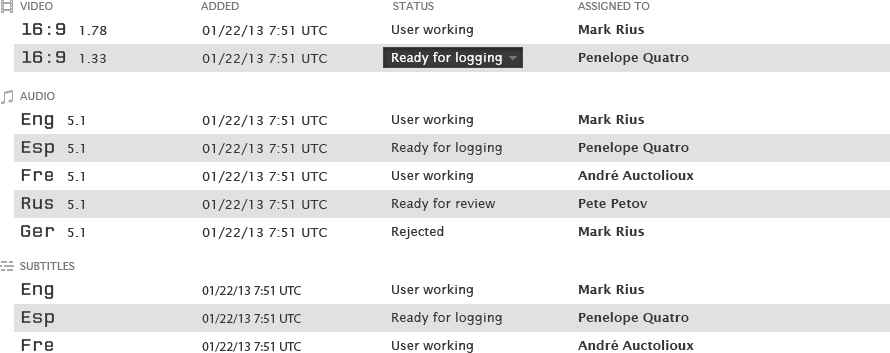 VIDEO ADDED STATUS ASSIGNED TO
16:9 1.78 01/22/13 7:51 UTC User working Mark Rius
16:9 1.33 01/22/13 7:51 UTC Ready for logging Penelope Quatro
AUDIO
Eng 5.1 01/22/13 7:51 UTC User working Mark Rius
Esp 5.1 01/22/13 7:51 UTC Ready for logging Penelope Quatro
Fre 5.1 01/22/13 7:51 UTC User working André Auctolioux
Rus 5.1 01/22/13 7:51 UTC Ready for review Pete Petov
Ger 5.1 01/22/13 7:51 UTC Rejected Mark Rius
SUBTITLES
Eng 01/22/13 7:51 UTC User working Mark Rius
Esp 01/22/13 7:51 UTC Ready for logging Penelope Quatro
Fre 01/22/13 7:51 UTC User working André Auctolioux